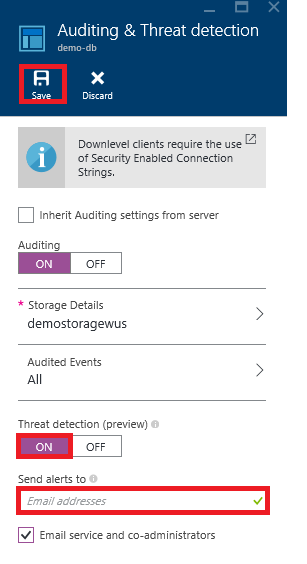 Auditing & Threat detection
demo-db
Save Discard
Downlevel clients require the use
of Security Enabled Connection
Strings.
Inherit Auditing settings from server
Auditing
ON OFF
* Storage Details
demostoragewus
Audited Events
All
Threat detection (preview)
ON OFF
Send alerts to
Email addresses
Email service and co-administrators